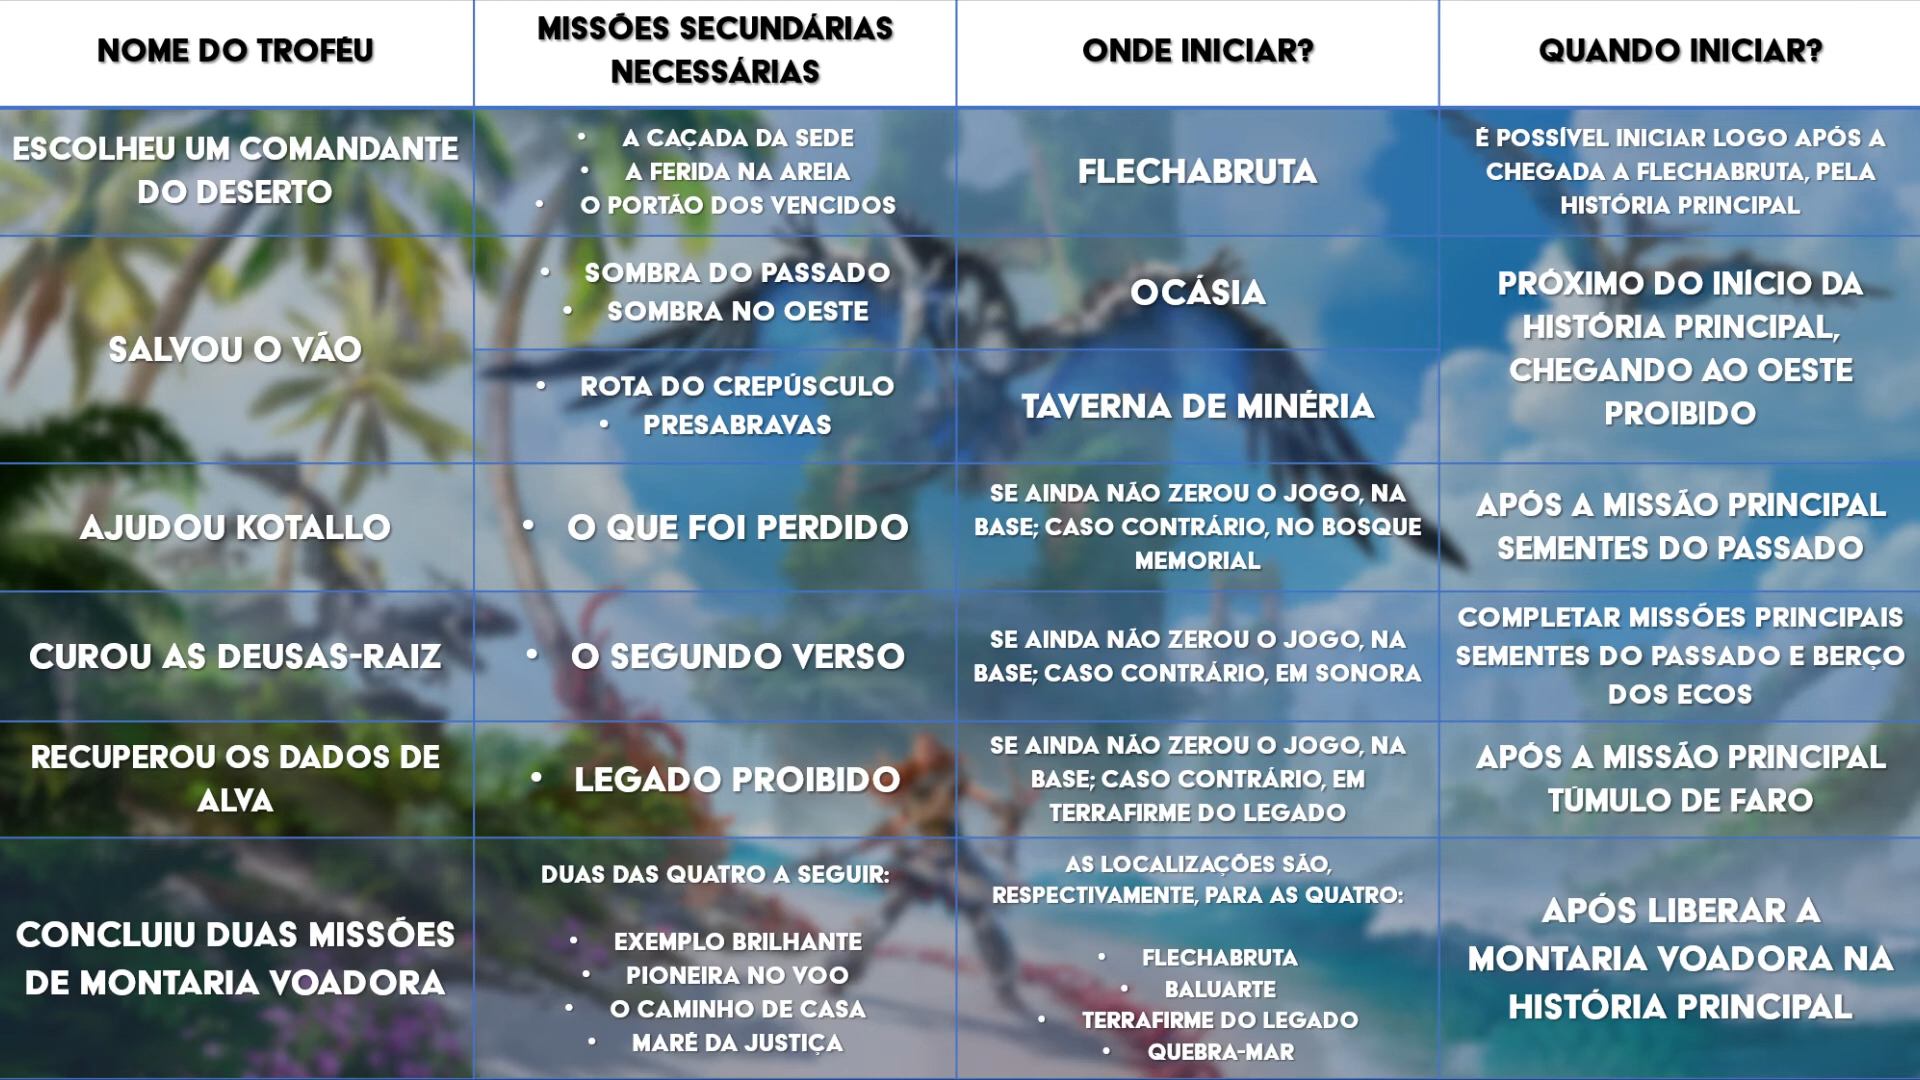 NOME DO TROFÉU
MISSÕES SECUNDÁRIAS
NECESSÁRIAS
ONDE INICIAR?
QUANDO INICIAR?
ESCOLHEU UM COMANDANTE
DO DESERTO
• A CAÇADA DA SEDE
• A FERIDA NA AREIA
• O PORTÃO DOS VENCIDOS
FLECHABRUTA
É POSSÍVEL INICIAR LOGO APÓS A
CHEGADA A FLECHABRUTA, PELA
HISTÓRIA PRINCIPAL
SALVOU O VÃO
• SOMBRA DO PASSADO
• SOMBRA NO OESTE
OCÁSIA
• ROTA DO CREPÚSCULO
• PRESABRAVAS
TAVERNA DE MINÉRIA
PRÓXIMO DO INÍCIO DA
HISTÓRIA PRINCIPAL,
CHEGANDO AO OESTE
PROIBIDO
AJUDOU KOTALLO
• O QUE FOI PERDIDO
SE AINDA NÃO ZEROU O JOGO, NA
BASE; CASO CONTRÁRIO, NO BOSQUE
MEMORIAL
APÓS A MISSÃO PRINCIPAL
SEMENTES DO PASSADO
CUROU AS DEUSAS-RAIZ
• O SEGUNDO VERSO
SE AINDA NÃO ZEROU O JOGO, NA
BASE; CASO CONTRÁRIO, EM SONORA
COMPLETAR MISSÕES PRINCIPAIS
SEMENTES DO PASSADO E BERÇO
DOS ECOS
RECUPEROU OS DADOS DE
ALVA
• LEGADO PROIBIDO
SE AINDA NÃO ZEROU O JOGO, NA
BASE; CASO CONTRÁRIO, EM
TERRAFIRME DO LEGADO
APÓS A MISSÃO PRINCIPAL
TÚMULO DE FARO
CONCLUIU DUAS MISSÕES
DE MONTARIA VOADORA
DUAS DAS QUATRO A SEGUIR:
• EXEMPLO BRILHANTE
• PIONEIRA NO VOO
• O CAMINHO DE CASA
• MARÉ DA JUSTIÇA
AS LOCALIZAÇÕES SÃO,
RESPECTIVAMENTE, PARA AS QUATRO:
• FLECHABRUTA
• BALUARTE
• TERRAFIRME DO LEGADO
• QUEBRA-MAR
APÓS LIBERAR A
MONTARIA VOADORA NA
HISTÓRIA PRINCIPAL